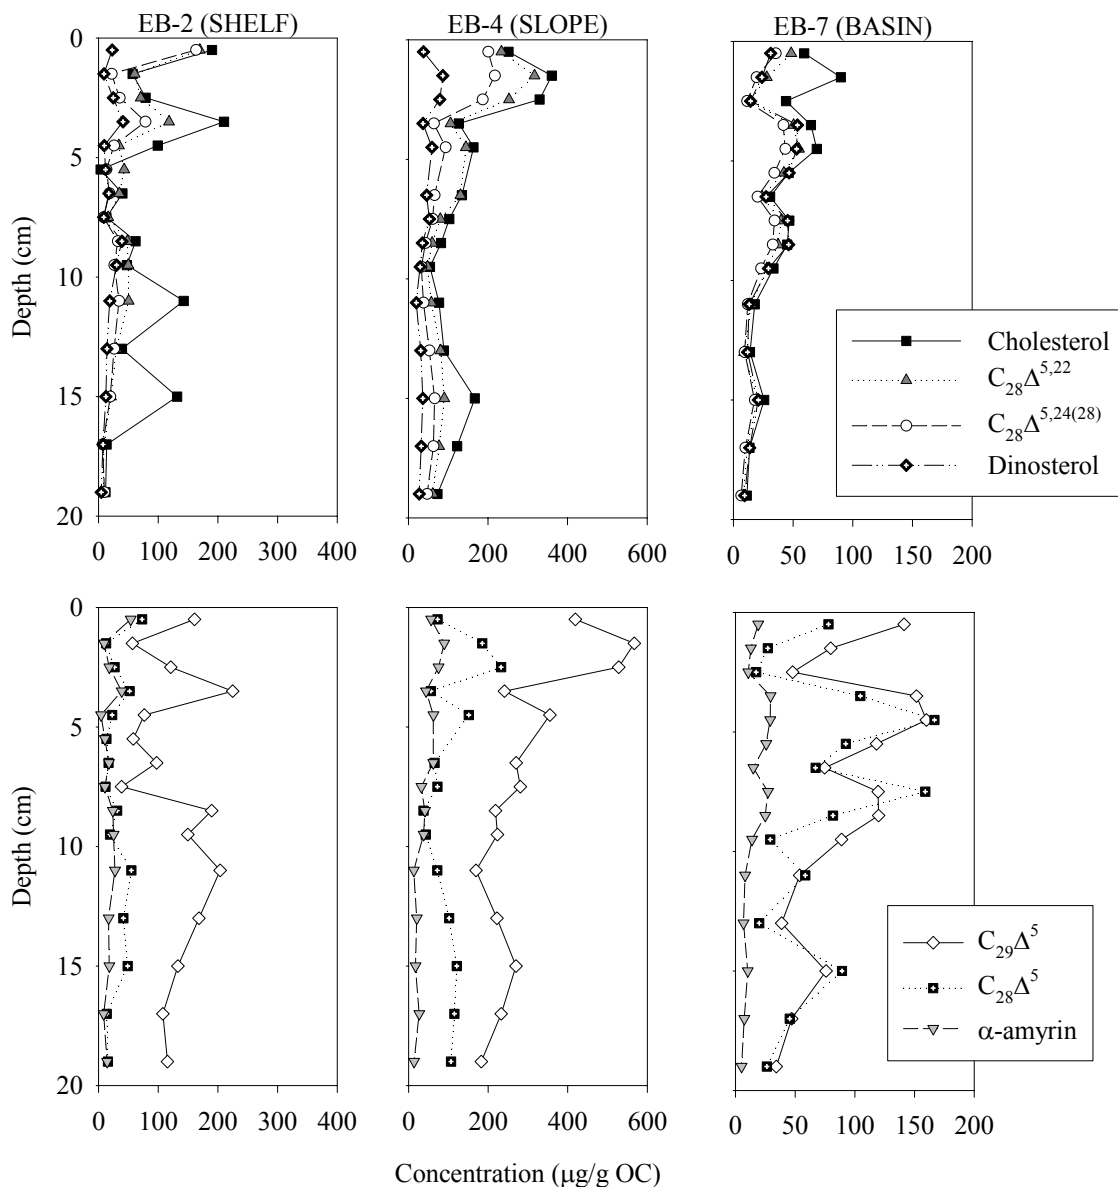 EB-2 (SHELF) EB-4 (SLOPE) EB-7 (BASIN)
Depth (cm)
0
5
10
15
20
0 100 200 300 400
0 200 400 600
0 50 100 150 200
Cholesterol
C28Δ5,22
C28Δ5,24(28)
Dinosterol
Depth (cm)
0
5
10
15
20
0 100 200 300 400
0 200 400 600
0 50 100 150 200
C29Δ5
C28Δ5
α-amyrin
Concentration (μg/g OC)